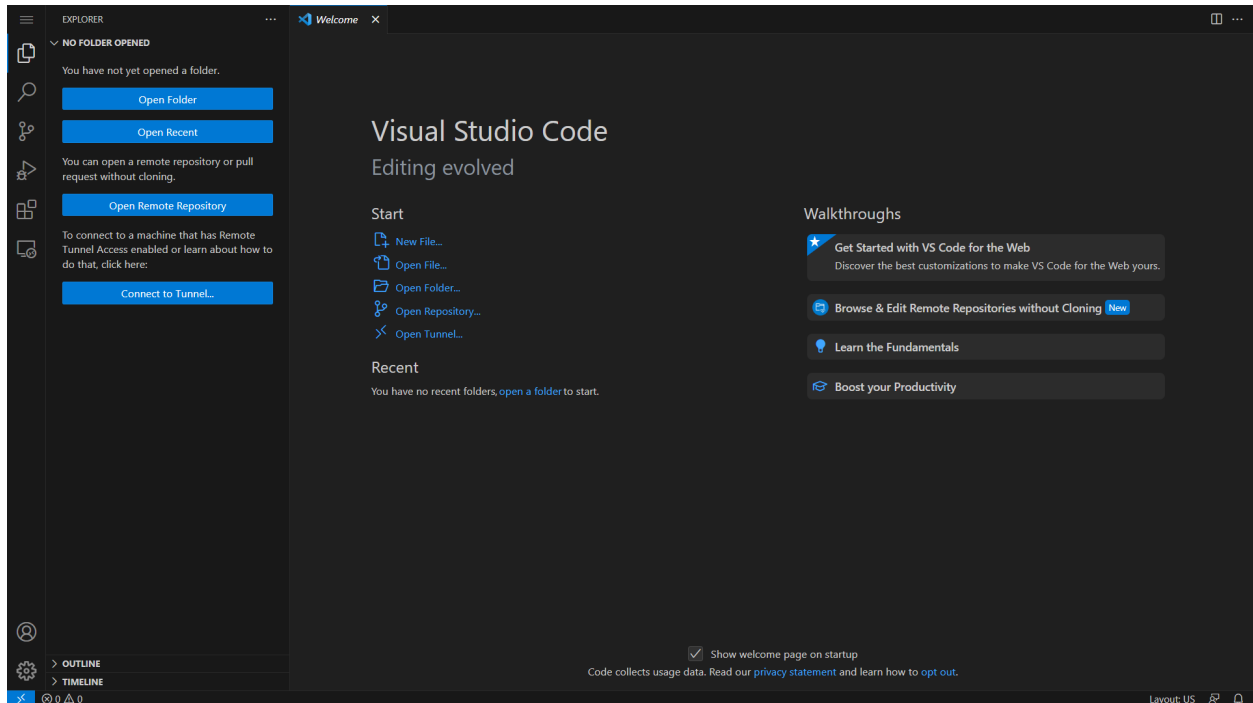 EXPLORER
NO FOLDER OPENED
You have not yet opened a folder.
Open Folder
Open Recent
You can open a remote repository or pull
request without cloning.
Open Remote Repository
To connect to a machine that has Remote
Tunnel Access enabled or learn about how to
do that, click here:
Connect to Tunnel...
OUTLINE
TIMELINE
Welcome
Visual Studio Code
Editing evolved
Start
New File...
Open File...
Open Folder...
Open Repository...
Open Tunnel...
Recent
You have no recent folders, open a folder to start.
Walkthroughs
Get Started with VS Code for the Web
Discover the best customizations to make VS Code for the Web yours.
Browse & Edit Remote Repositories without Cloning New
Learn the Fundamentals
Boost your Productivity
Show welcome page on startup
Code collects usage data. Read our privacy statement and learn how to opt out.
0 0
Layout: US